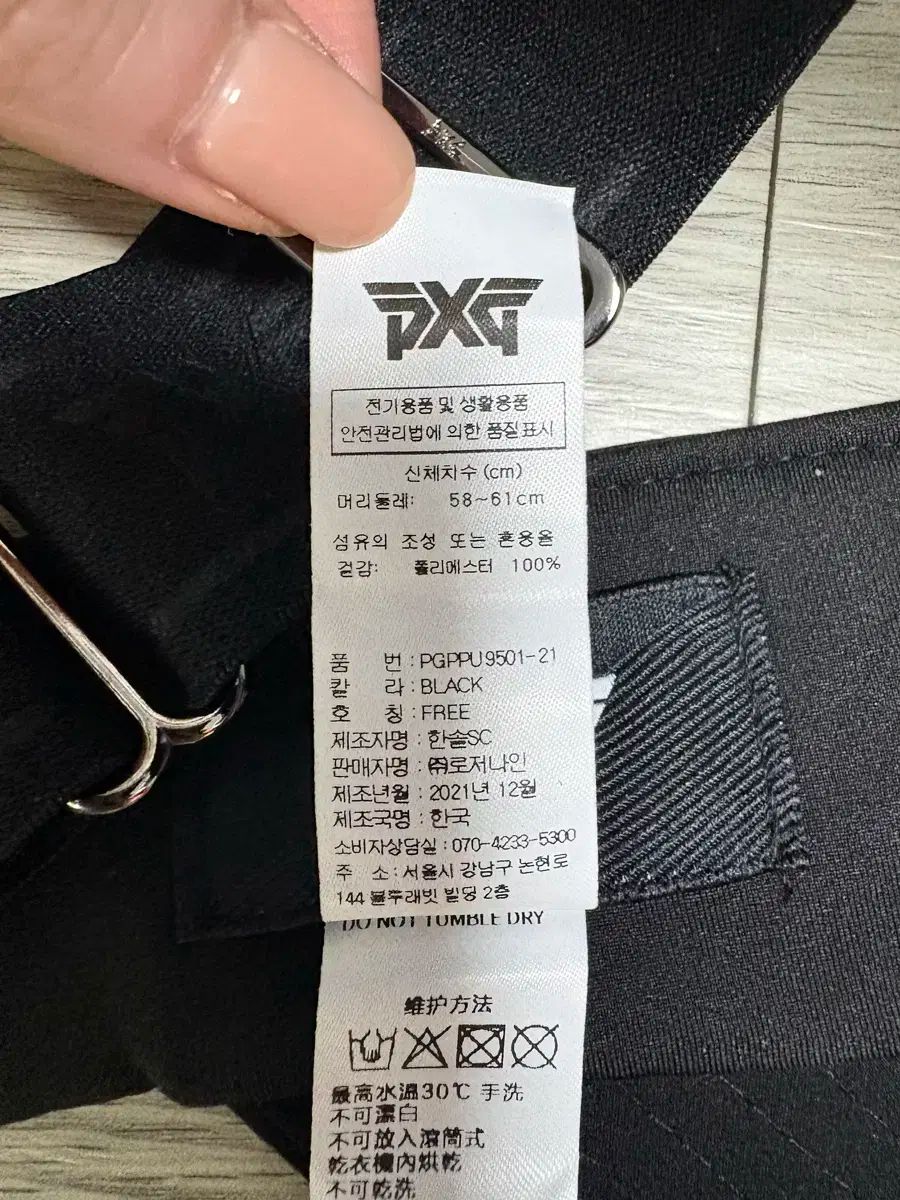 PXG
전기용품 및 생활용품
안전관리법에 의한 품질표시
신체치수 (cm)
머리둘레: 58~61cm
섬유의 조성 또는 혼용율
겉감: 폴리에스터 100%
품 번 : PGPPU9501-21
칼 라 : BLACK
호 칭 : FREE
제조자명 : 한솔SC
판매자명 : ㈜로저나인
제조년월 : 2021년 12월
제조국명 : 한국
소비자상담실 : 070-4233-5300
주 소 : 서울시 강남구 논현로
144 블루래빗 빌딩 2층
DO NOT TUMBLE DRY
维护方法
最高水温30℃ 手洗
不可漂白
不可放入滾筒式
乾衣機內烘乾
不可乾洗